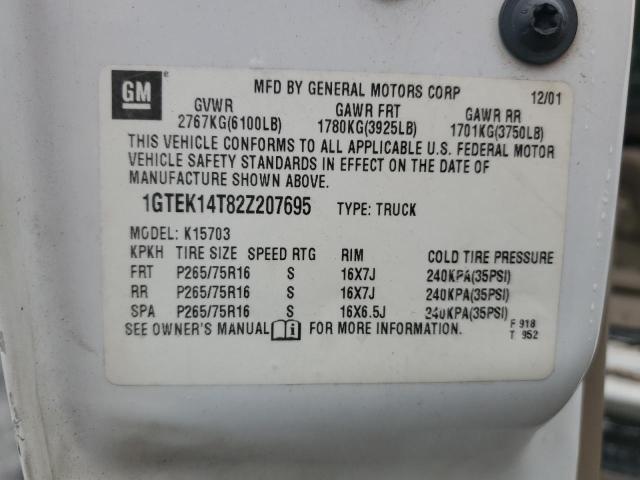 GM ®
MFD BY GENERAL MOTORS CORP 12/01
GVWR GAWR FRT GAWR RR
2767KG(6100LB) 1780KG(3925LB) 1701KG(3750LB)
THIS VEHICLE CONFORMS TO ALL APPLICABLE U.S. FEDERAL MOTOR
VEHICLE SAFETY STANDARDS IN EFFECT ON THE DATE OF
MANUFACTURE SHOWN ABOVE.
1GTEK14T82Z207695 TYPE: TRUCK
MODEL: K15703
KPKH TIRE SIZE SPEED RTG RIM COLD TIRE PRESSURE
FRT P265/75R16 S 16X7J 240KPA(35PSI)
RR P265/75R16 S 16X7J 240KPA(35PSI)
SPA P265/75R16 S 16X6.5J 240KPA(35PSI)
SEE OWNER'S MANUAL FOR MORE INFORMATION.
F 918
T 952